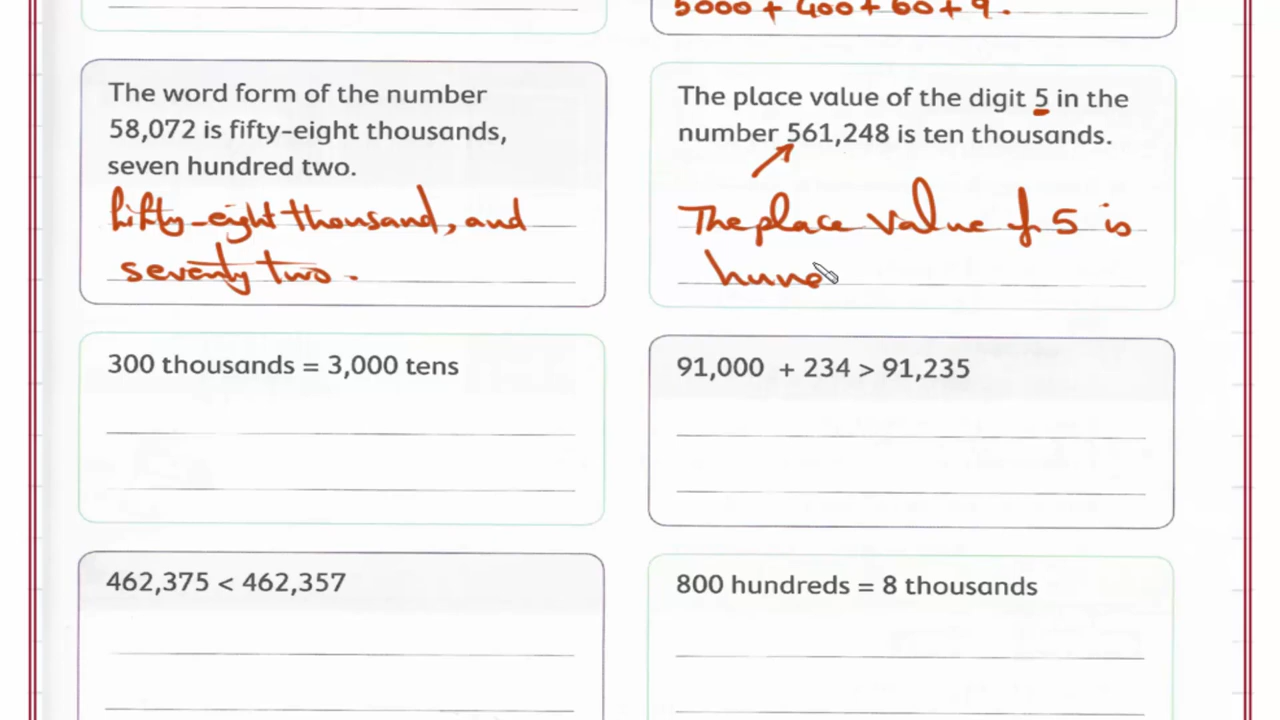 5000 + 400 + 60 + 9.
The word form of the number
58,072 is fifty-eight thousands,
seven hundred two.
fifty-eight thousand, and
seventy two.
The place value of the digit 5 in the
number 561,248 is ten thousands.
The place value of 5 is
hune
300 thousands = 3,000 tens
91,000 + 234 > 91,235
462,375 < 462,357
800 hundreds = 8 thousands